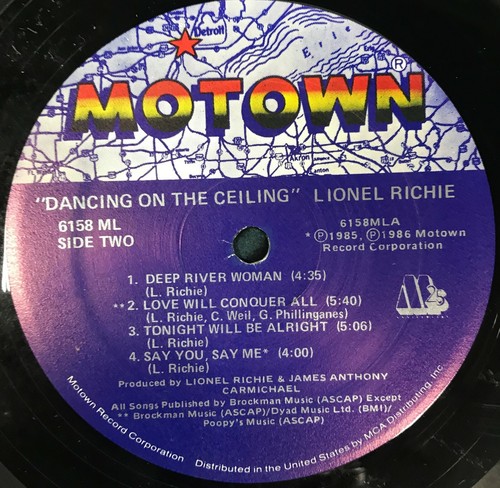 Detroit
Erie
MOTOWN®
Akron
Canton
"DANCING ON THE CEILING" LIONEL RICHIE
6158 ML
SIDE TWO
6158MLA
* ℗1985, ℗1986 Motown
Record Corporation
1. DEEP RIVER WOMAN (4:35)
(L. Richie)
**2. LOVE WILL CONQUER ALL (5:40)
(L. Richie, C. Weil, G. Phillinganes)
3. TONIGHT WILL BE ALRIGHT (5:06)
(L. Richie)
4. SAY YOU, SAY ME* (4:00)
(L. Richie)
M25
Produced by LIONEL RICHIE & JAMES ANTHONY
CARMICHAEL
All Songs Published by Brockman Music (ASCAP) Except
** Brockman Music (ASCAP)/Dyad Music Ltd. (BMI)/
Poopy's Music (ASCAP)
Motown Record Corporation
Distributed in the United States by MCA Distributing, Inc.